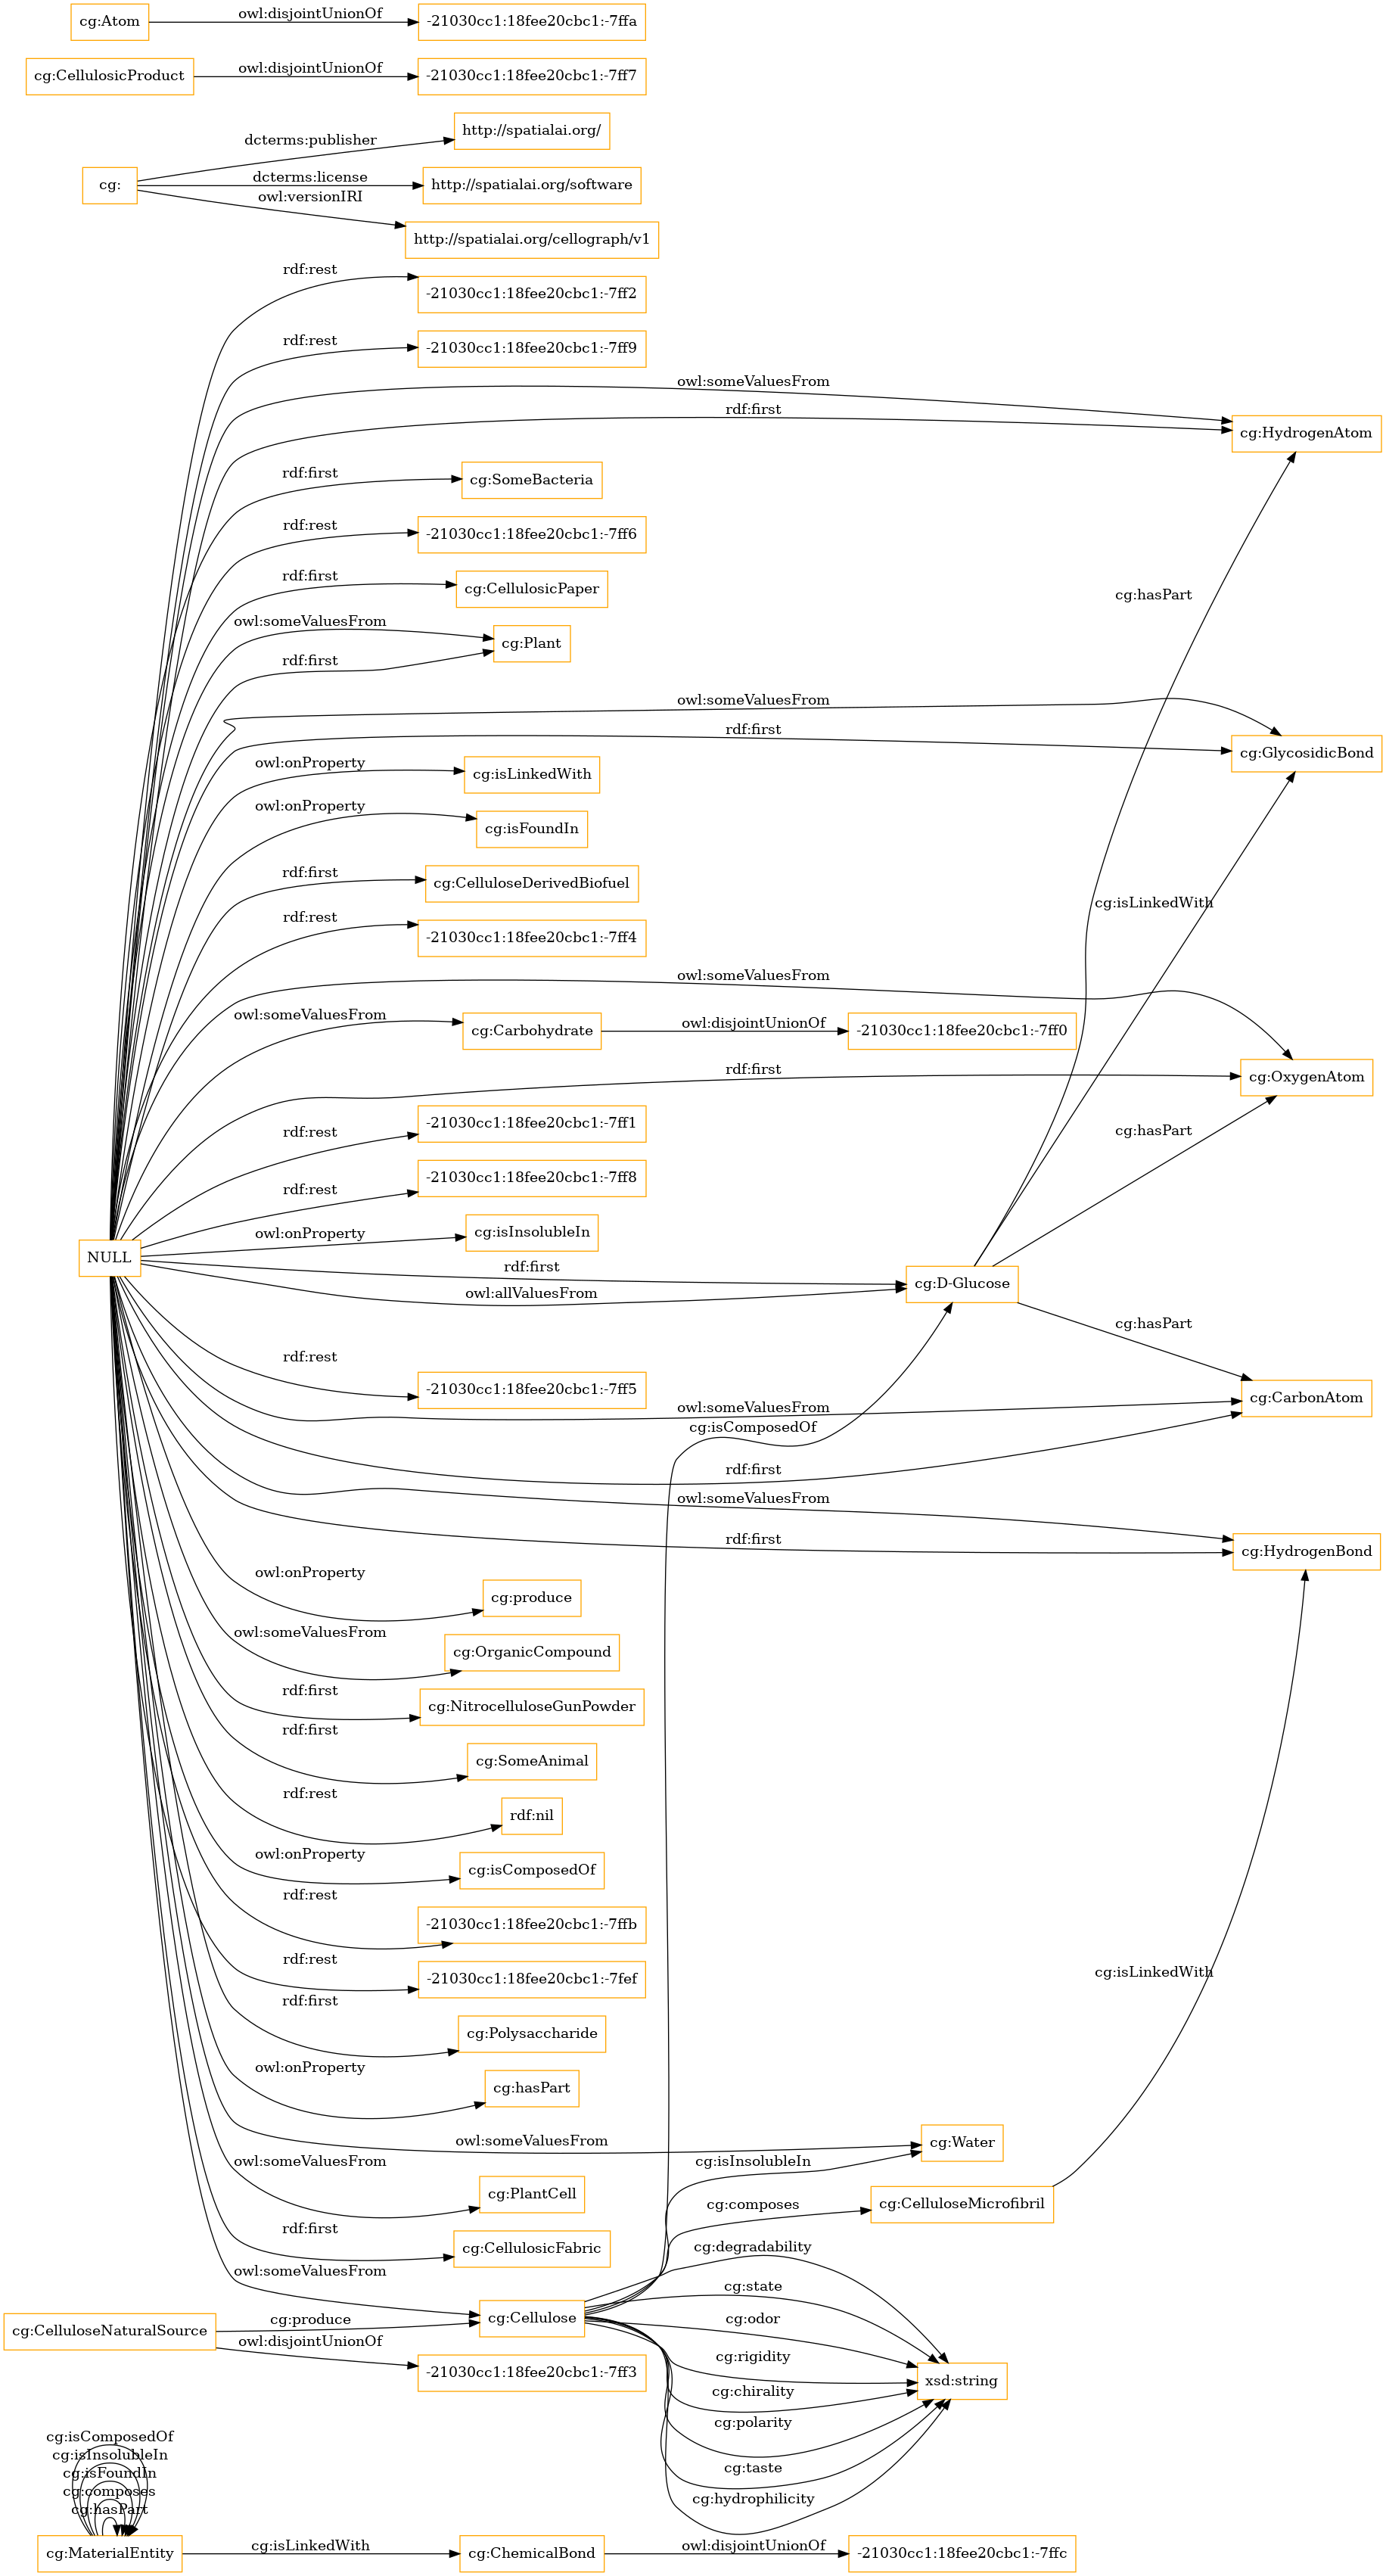 cg:Atom
owl:disjointUnionOf
-21030cc1:18fee20cbc1:-7ffa
cg:CellulosicProduct
owl:disjointUnionOf
-21030cc1:18fee20cbc1:-7ff7
cg:
dcterms:publisher
http://spatialai.org/
dcterms:license
http://spatialai.org/software
owl:versionIRI
http://spatialai.org/cellograph/v1
rdf:rest
-21030cc1:18fee20cbc1:-7ff2
rdf:rest
-21030cc1:18fee20cbc1:-7ff9
owl:someValuesFrom
rdf:first
cg:HydrogenAtom
rdf:first
cg:SomeBacteria
rdf:rest
-21030cc1:18fee20cbc1:-7ff6
rdf:first
cg:CellulosicPaper
cg:hasPart
owl:someValuesFrom
rdf:first
cg:Plant
owl:someValuesFrom
rdf:first
cg:GlycosidicBond
owl:onProperty
cg:isLinkedWith
owl:onProperty
cg:isFoundIn
rdf:first
cg:CelluloseDerivedBiofuel
cg:isLinkedWith
rdf:rest
-21030cc1:18fee20cbc1:-7ff4
owl:someValuesFrom
owl:someValuesFrom
cg:Carbohydrate
owl:disjointUnionOf
-21030cc1:18fee20cbc1:-7ff0
rdf:first
cg:OxygenAtom
rdf:rest
-21030cc1:18fee20cbc1:-7ff1
cg:hasPart
rdf:rest
-21030cc1:18fee20cbc1:-7ff8
owl:onProperty
cg:isInsolubleIn
NULL
rdf:first
owl:allValuesFrom
cg:D-Glucose
cg:hasPart
rdf:rest
-21030cc1:18fee20cbc1:-7ff5
owl:someValuesFrom
cg:CarbonAtom
cg:isComposedOf
rdf:first
owl:someValuesFrom
rdf:first
cg:HydrogenBond
owl:onProperty
cg:produce
owl:someValuesFrom
cg:OrganicCompound
rdf:first
cg:NitrocelluloseGunPowder
rdf:first
cg:SomeAnimal
rdf:rest
rdf:nil
owl:onProperty
cg:isComposedOf
rdf:rest
-21030cc1:18fee20cbc1:-7ffb
rdf:rest
-21030cc1:18fee20cbc1:-7fef
cg:isLinkedWith
rdf:first
cg:Polysaccharide
owl:onProperty
cg:hasPart
owl:someValuesFrom
cg:Water
owl:someValuesFrom
cg:PlantCell
cg:isInsolubleIn
cg:composes
cg:CelluloseMicrofibril
rdf:first
cg:CellulosicFabric
cg:degradability
owl:someValuesFrom
cg:state
cg:CelluloseNaturalSource
cg:produce
cg:Cellulose
cg:odor
owl:disjointUnionOf
-21030cc1:18fee20cbc1:-7ff3
cg:rigidity
xsd:string
cg:chirality
cg:polarity
cg:taste
cg:hydrophilicity
cg:isComposedOf
cg:isInsolubleIn
cg:isFoundIn
cg:composes
cg:hasPart
cg:MaterialEntity
cg:isLinkedWith
cg:ChemicalBond
owl:disjointUnionOf
-21030cc1:18fee20cbc1:-7ffc